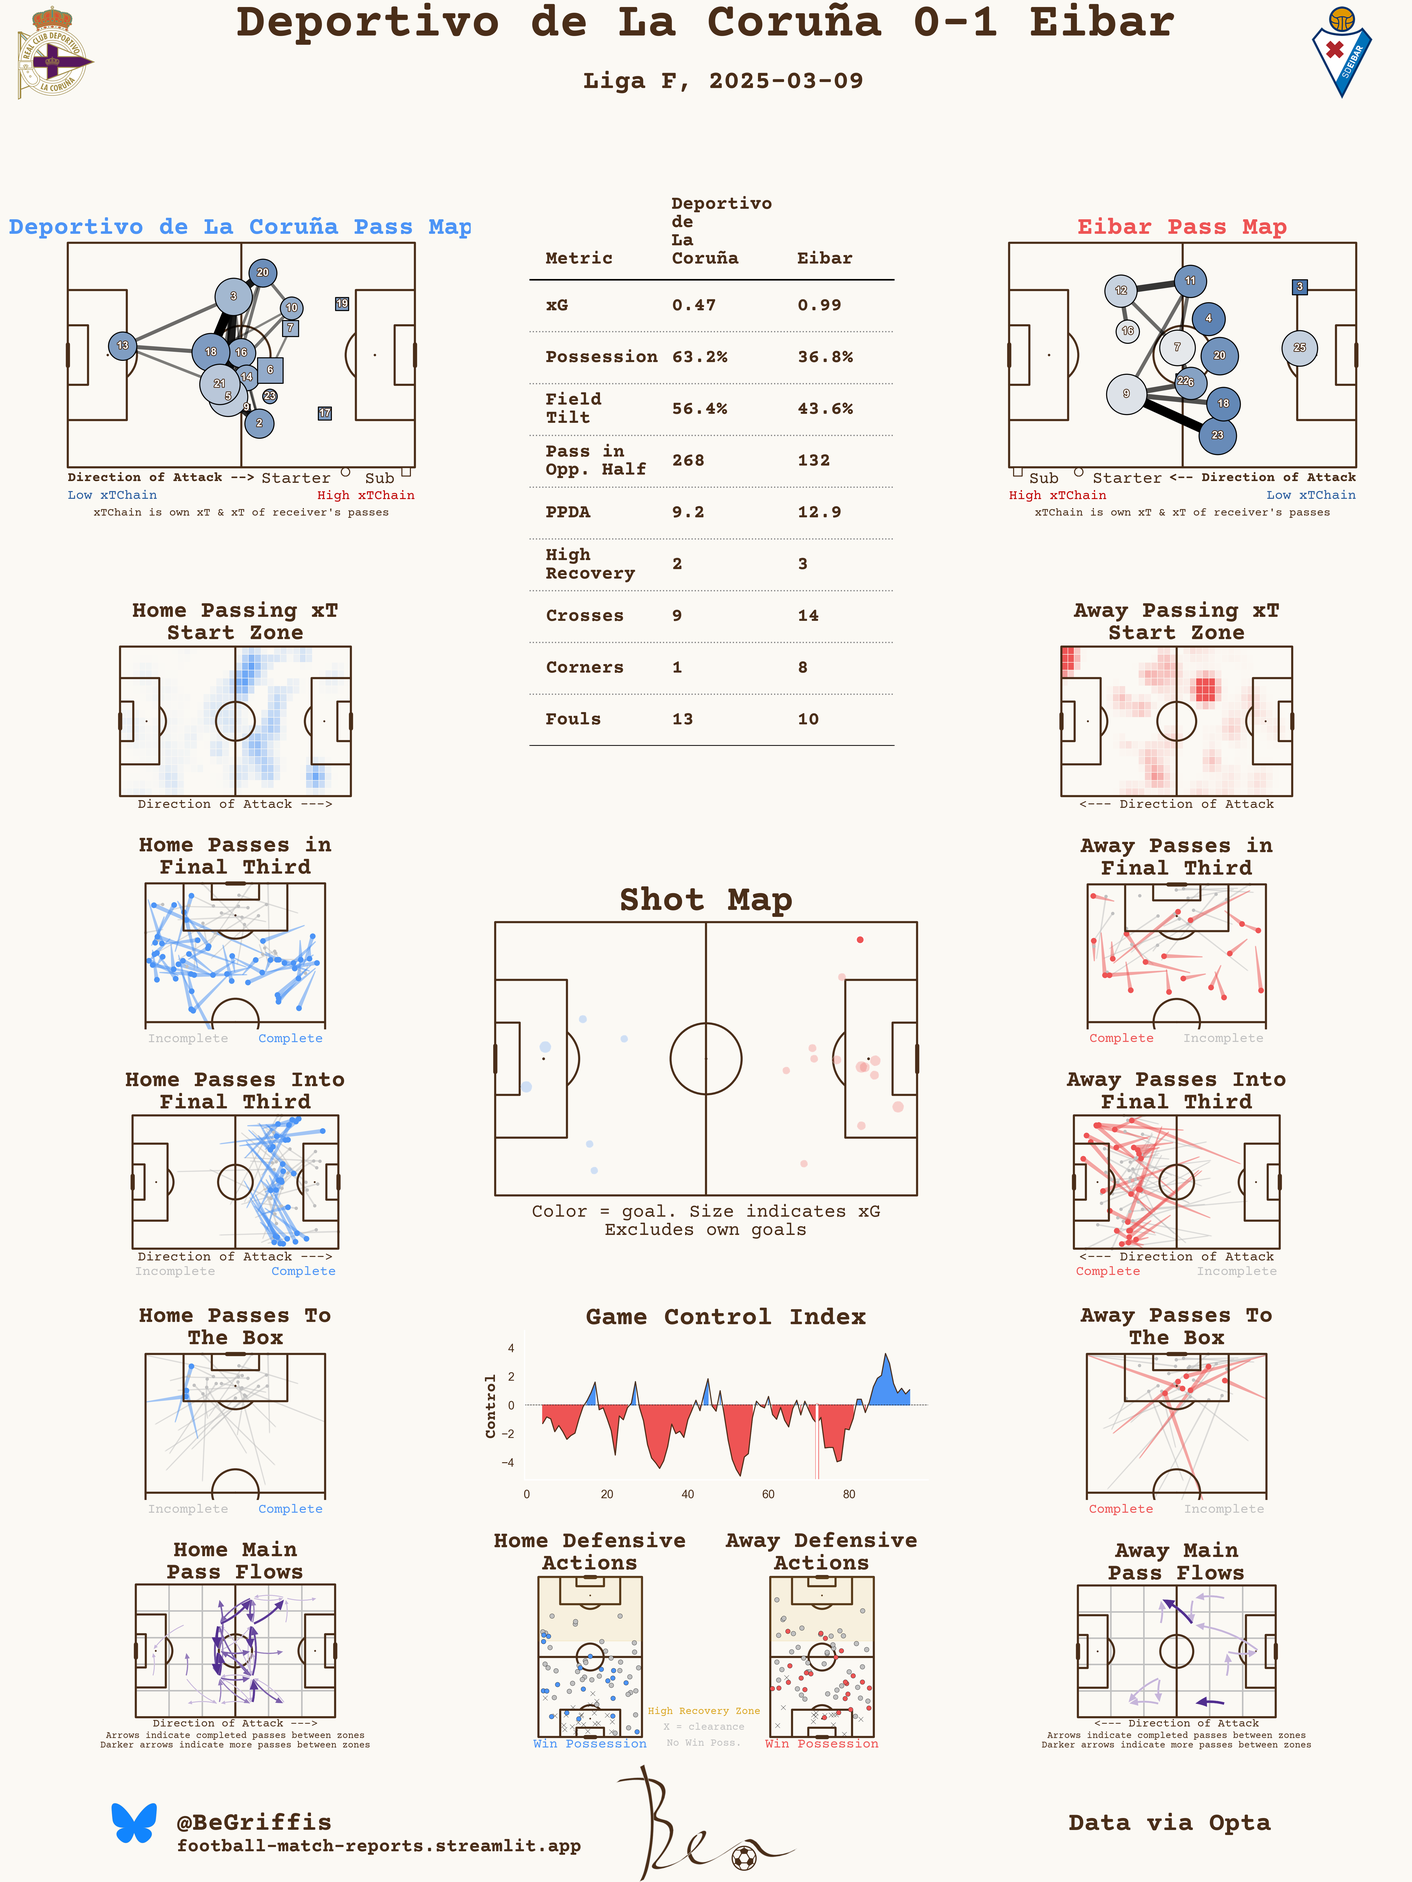 Deportivo de La Coruña 0-1 Eibar
Liga F, 2025-03-09
REAL CLUB DEPORTIVO
LA CORUÑA
SD EIBAR
Deportivo de La Coruña Pass Map
20
3
10
19
7
13
18
16
6
14
21
5
23
9
17
2
Direction of Attack --> Starter Sub
Low xTChain High xTChain
xTChain is own xT & xT of receiver's passes
Deportivo
de
La
Metric Coruña Eibar
xG 0.47 0.99
Possession 63.2% 36.8%
Field
Tilt 56.4% 43.6%
Pass in
Opp. Half 268 132
PPDA 9.2 12.9
High
Recovery 2 3
Crosses 9 14
Corners 1 8
Fouls 13 10
Eibar Pass Map
11
3
12
4
16
7
25
20
22
6
9
18
23
Sub Starter <-- Direction of Attack
High xTChain Low xTChain
xTChain is own xT & xT of receiver's passes
Home Passing xT
Start Zone
Direction of Attack --->
Away Passing xT
Start Zone
<--- Direction of Attack
Home Passes in
Final Third
Incomplete Complete
Away Passes in
Final Third
Complete Incomplete
Shot Map
Color = goal. Size indicates xG
Excludes own goals
Home Passes Into
Final Third
Direction of Attack --->
Incomplete Complete
Away Passes Into
Final Third
<--- Direction of Attack
Complete Incomplete
Home Passes To
The Box
Incomplete Complete
Game Control Index
Control
4
2
0
−2
−4
0 20 40 60 80
Away Passes To
The Box
Complete Incomplete
Home Main
Pass Flows
Direction of Attack --->
Arrows indicate completed passes between zones
Darker arrows indicate more passes between zones
Home Defensive
Actions
Win Possession
Away Defensive
Actions
Win Possession
High Recovery Zone
X = clearance
No Win Poss.
Away Main
Pass Flows
<--- Direction of Attack
Arrows indicate completed passes between zones
Darker arrows indicate more passes between zones
@BeGriffis
football-match-reports.streamlit.app
Ben
Data via Opta